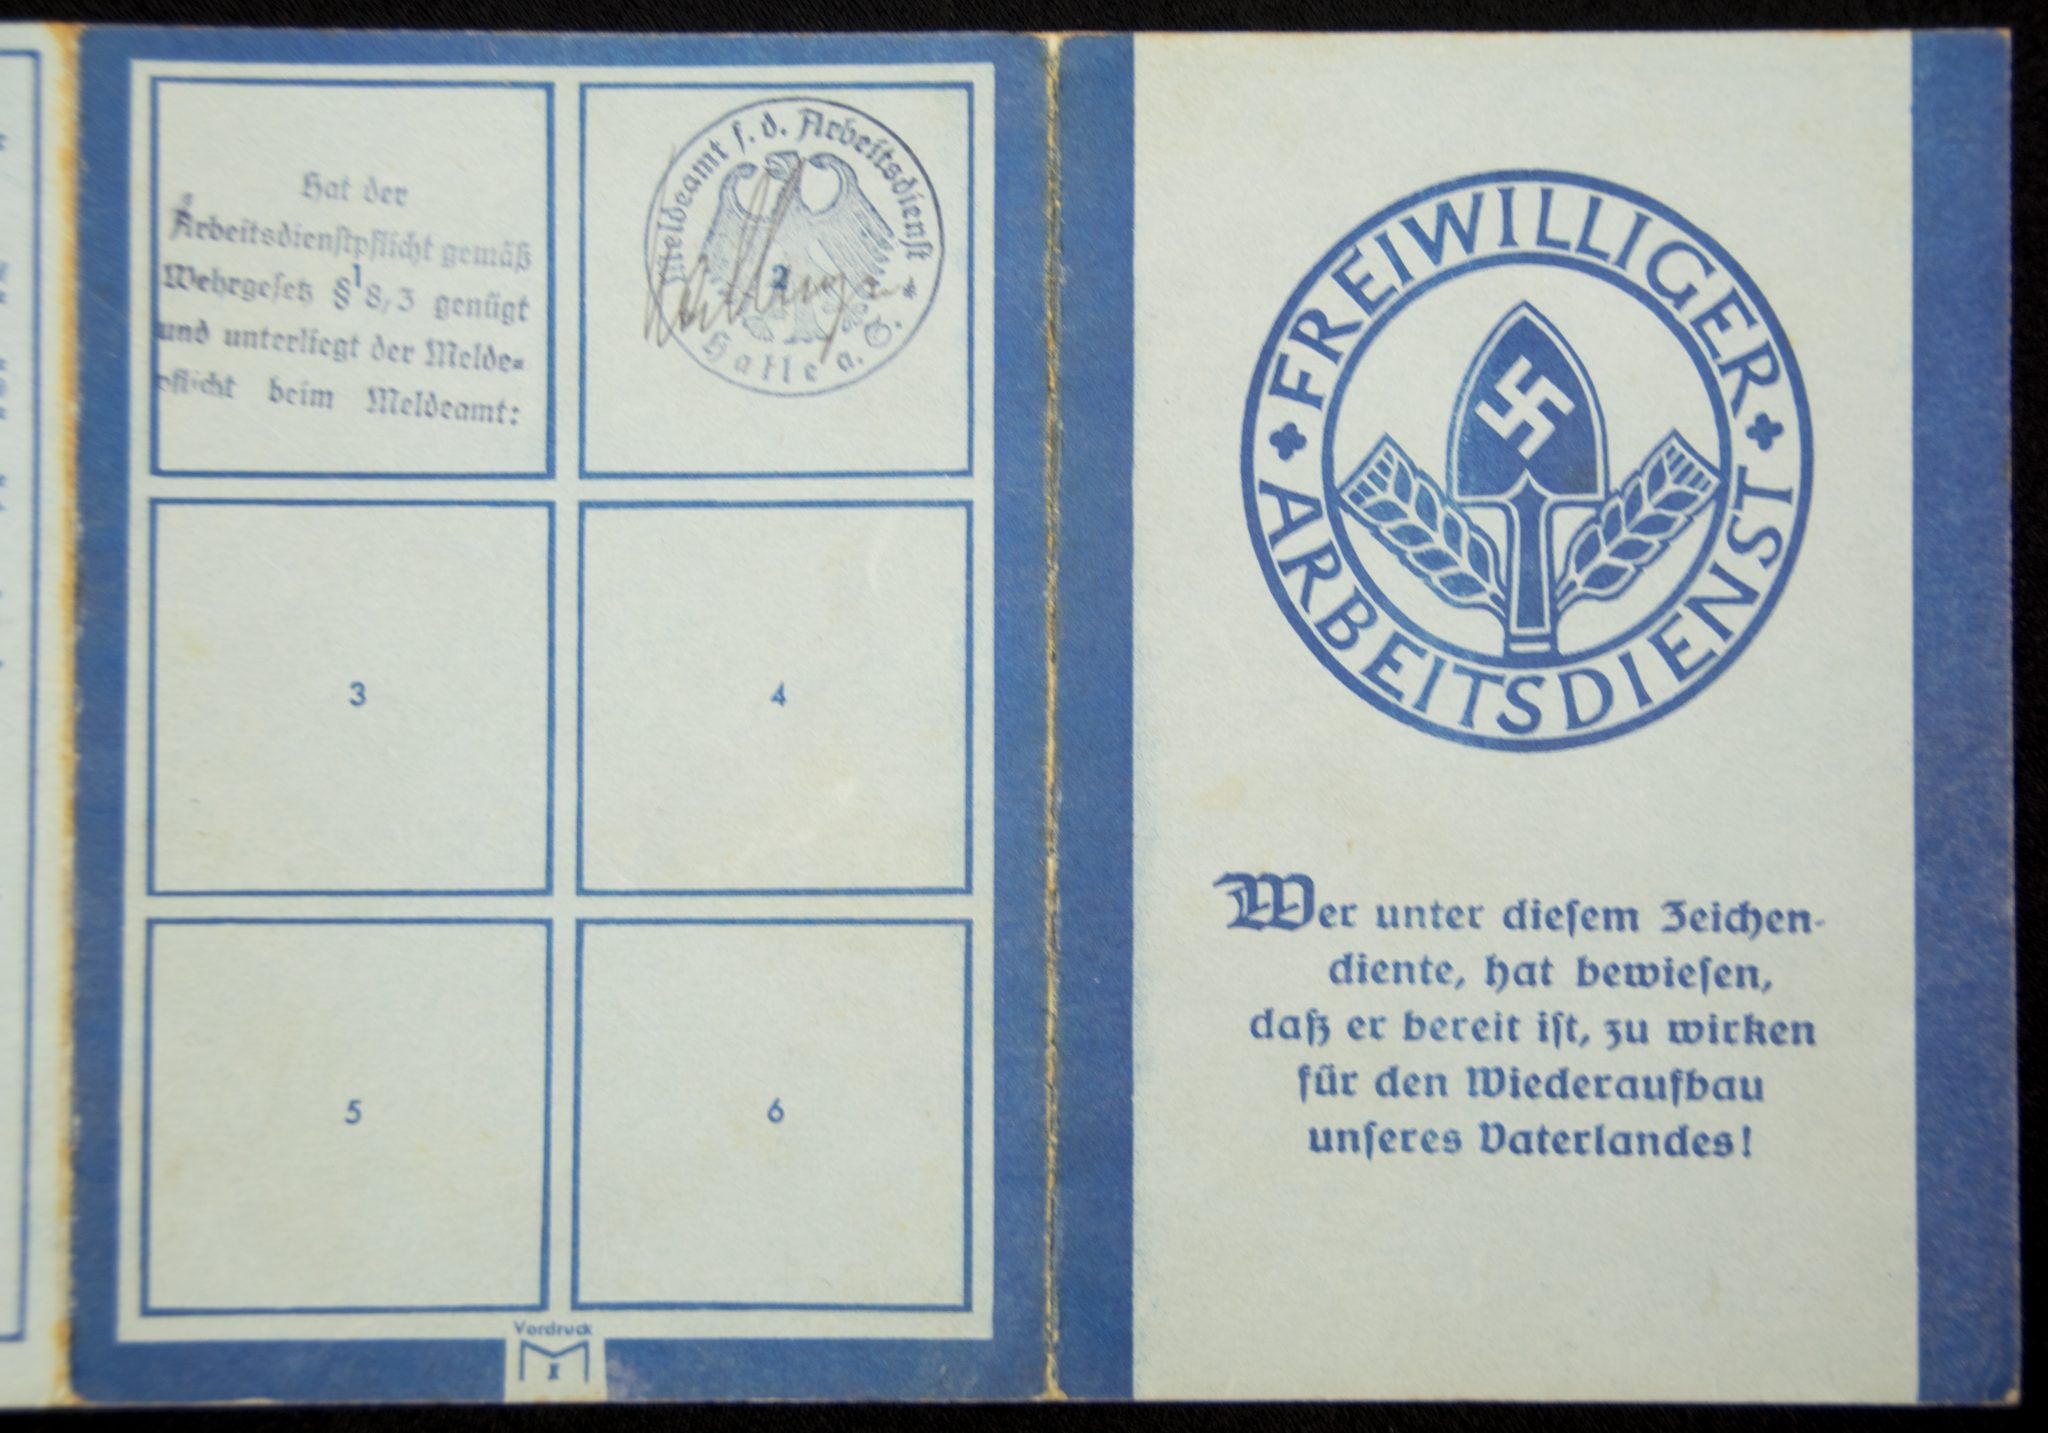 Hat der
Arbeitsdienstpflicht gemäß
Wehrgesetz § 8,3 genügt
und unterliegt der Melde=
pflicht beim Meldeamt:
1
Meldeamt f. d. Arbeitsdienst *
Halle a. S.
2
3
4
5
6
Vordruck
M I
FREIWILLIGER
ARBEITSDIENST
Wer unter diesem Zeichen-
diente, hat bewiesen,
daß er bereit ist, zu wirken
für den Wiederaufbau
unseres Vaterlandes!